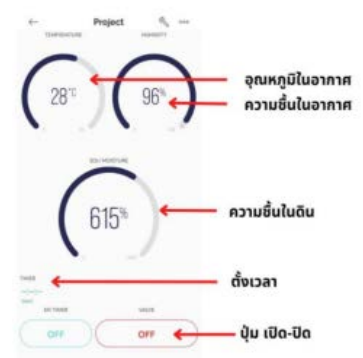 Project
TEMPERATURE
HUMIDITY
28°C
96%
อุณหภูมิในอากาศ
ความชื้นในอากาศ
SOIL MOISTURE
615%
ความชื้นในดิน
TIMER
ตั้งเวลา
OFF
OFF
ปุ่ม เปิด-ปิด